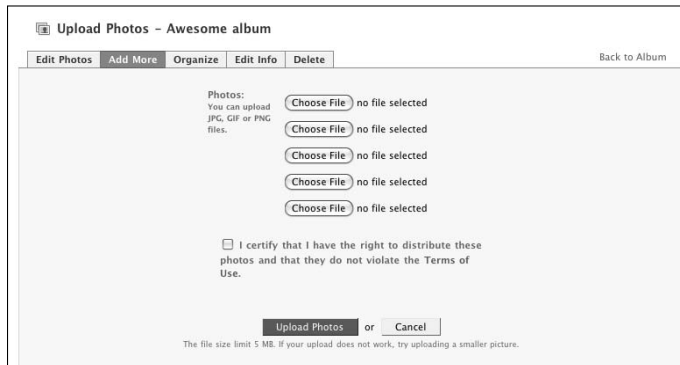 Upload Photos – Awesome album
Edit Photos Add More Organize Edit Info Delete Back to Album
Photos:
You can upload
JPG, GIF or PNG
files.
Choose File no file selected
Choose File no file selected
Choose File no file selected
Choose File no file selected
Choose File no file selected
I certify that I have the right to distribute these
photos and that they do not violate the Terms of
Use.
Upload Photos or Cancel
The file size limit 5 MB. If your upload does not work, try uploading a smaller picture.